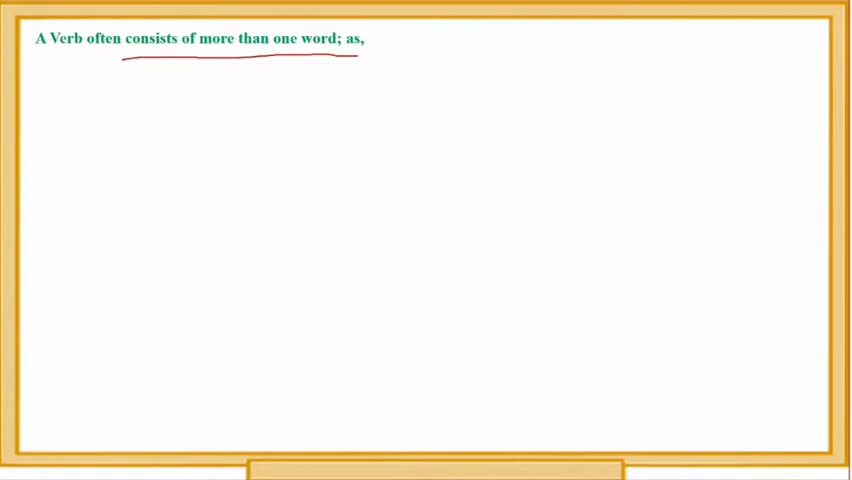 A Verb often consists of more than one word; as,